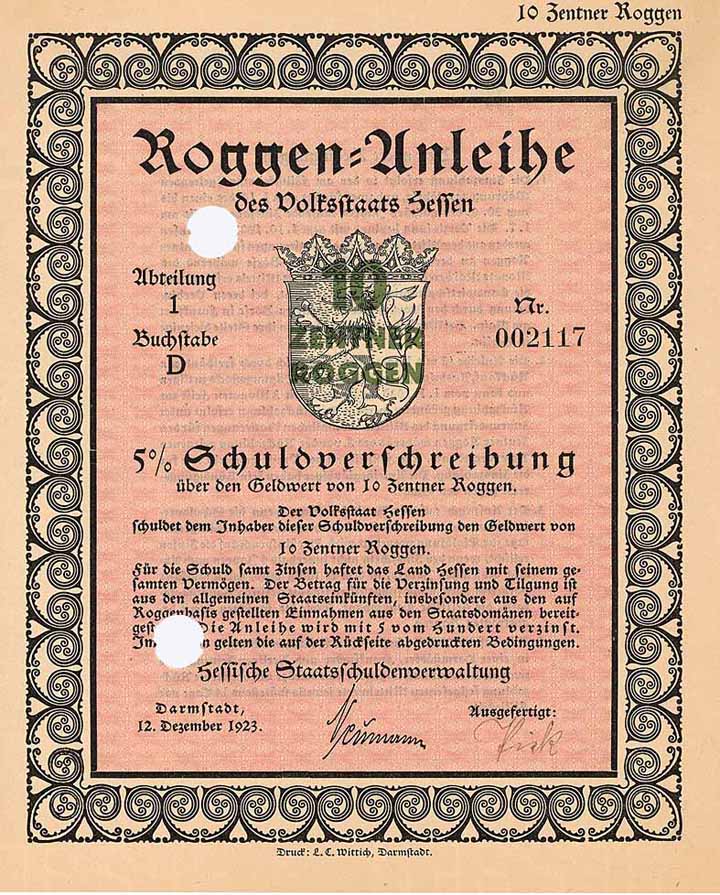 10 Zentner Roggen
Roggen-Anleihe
des Volksstaats Hessen
Abteilung
1
Buchstabe
D
10
ZENTNER
ROGGEN
Nr.
002117
5% Schuldverschreibung
über den Geldwert von 10 Zentner Roggen.
Der Volksstaat Hessen
schuldet dem Inhaber dieser Schuldverschreibung den Geldwert von
10 Zentner Roggen.
Für die Schuld samt Zinsen haftet das Land Hessen mit seinem ge-
samten Vermögen. Der Betrag für die Verzinsung und Tilgung ist
aus den allgemeinen Staatseinkünften, insbesondere aus den auf
Roggenbasis gestellten Einnahmen aus den Staatsdomänen bereit-
Die Anleihe wird mit 5 vom Hundert verzinst.
gelten die auf der Rückseite abgedruckten Bedingungen.
Hessische Staatsschuldenverwaltung
Darmstadt,
12. Dezember 1923.
Neumann
Ausgefertigt:
Druck: L. C. Wittich, Darmstadt.